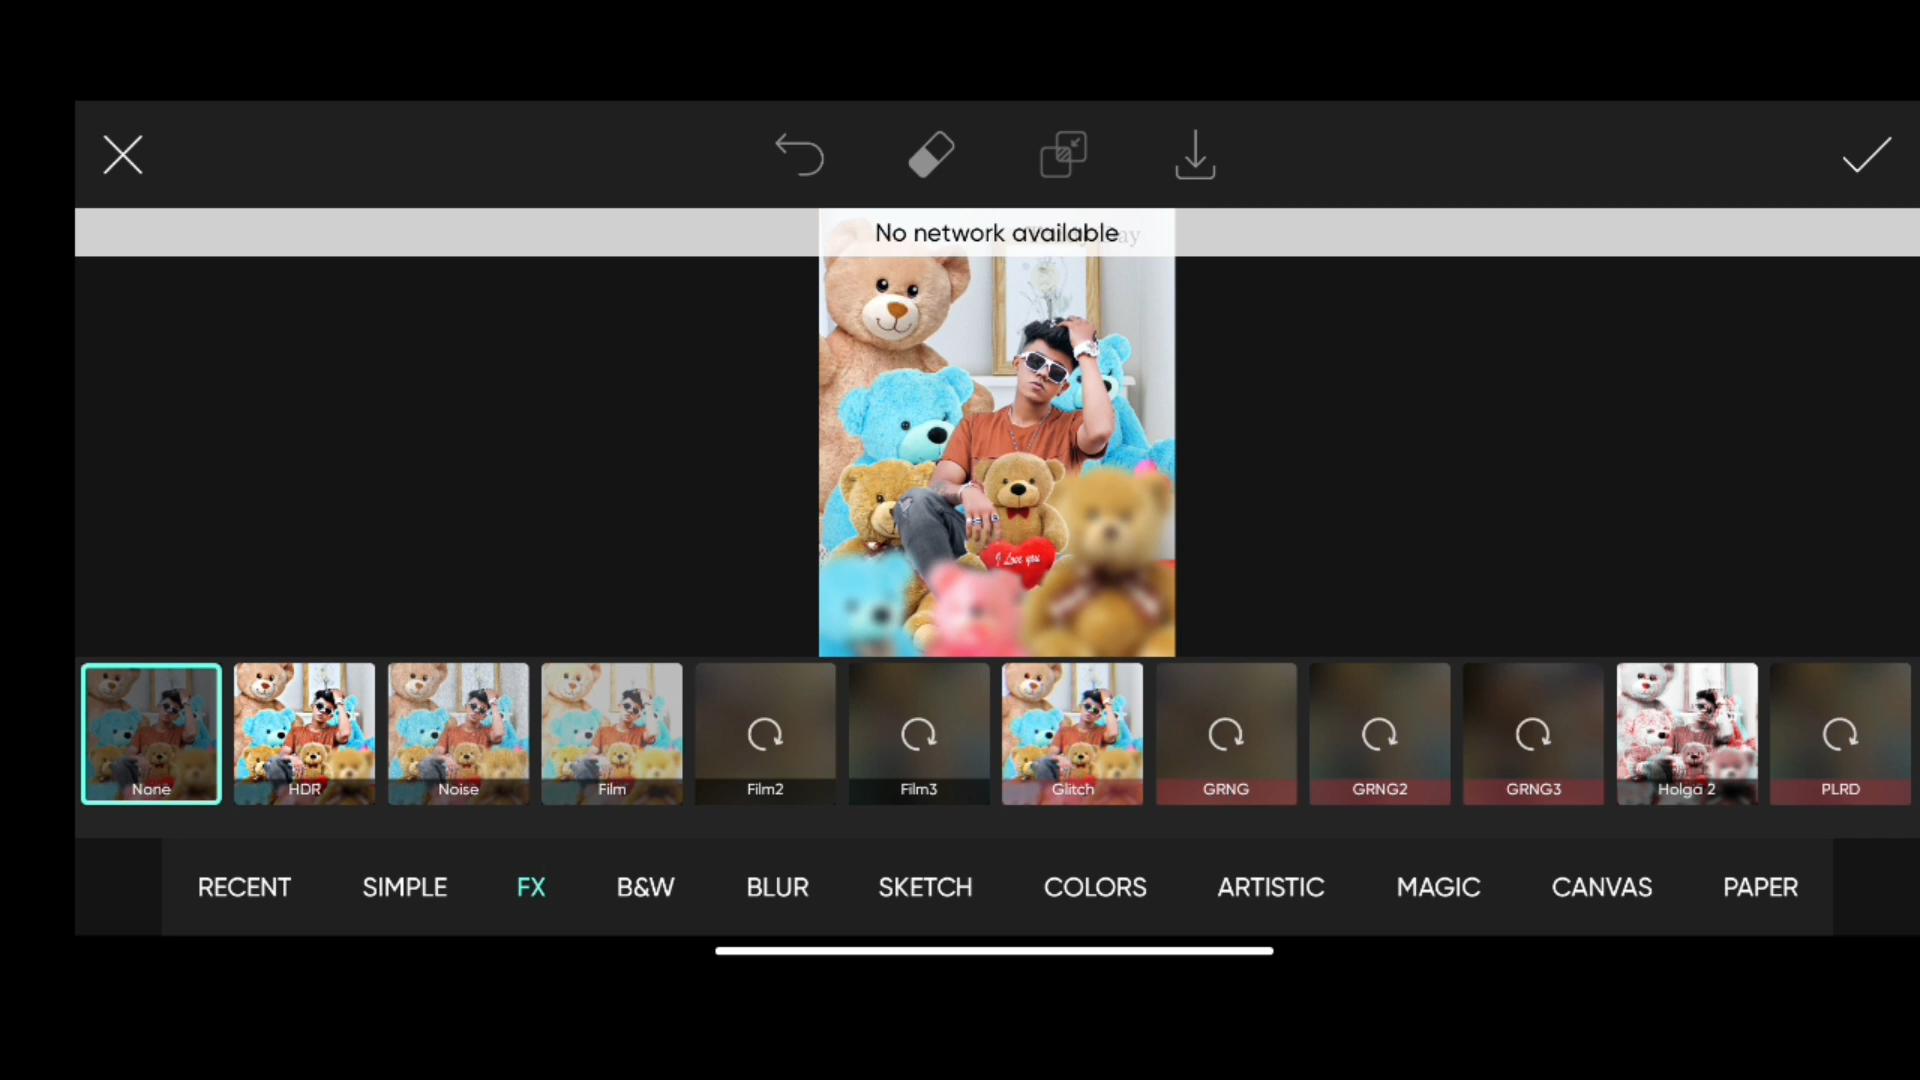 No network available
ay
I Love you
None
HDR
Noise
Film
Film2
Film3
Glitch
GRNG
GRNG2
GRNG3
Holga 2
PLRD
RECENT
SIMPLE
FX
B&W
BLUR
SKETCH
COLORS
ARTISTIC
MAGIC
CANVAS
PAPER